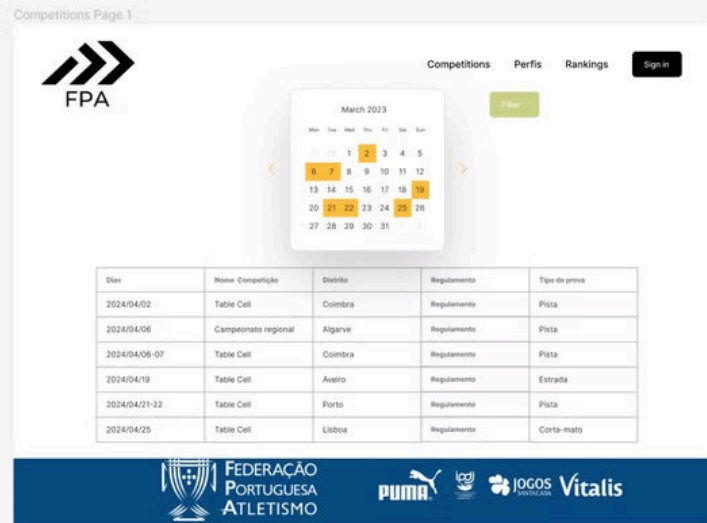 Competitions Page 1
FPA
Competitions Perfis Rankings Sign in
Filter
March 2023
Mon Tue Wed Thu Fri Sat Sun
1 2 3 4 5
6 7 8 9 10 11 12
13 14 15 16 17 18 19
20 21 22 23 24 25 26
27 28 29 30 31
Dias Nome Competição Distrito Regulamento Tipo de prova
2024/04/02 Table Cell Coimbra Regulamento Pista
2024/04/06 Campeonato regional Algarve Regulamento Pista
2024/04/06-07 Table Cell Coimbra Regulamento Pista
2024/04/19 Table Cell Aveiro Regulamento Estrada
2024/04/21-22 Table Cell Porto Regulamento Pista
2024/04/25 Table Cell Lisboa Regulamento Corta-mato
FEDERAÇÃO
PORTUGUESA
ATLETISMO
PUMA ipdj JOGOS SANTACASA Vitalis